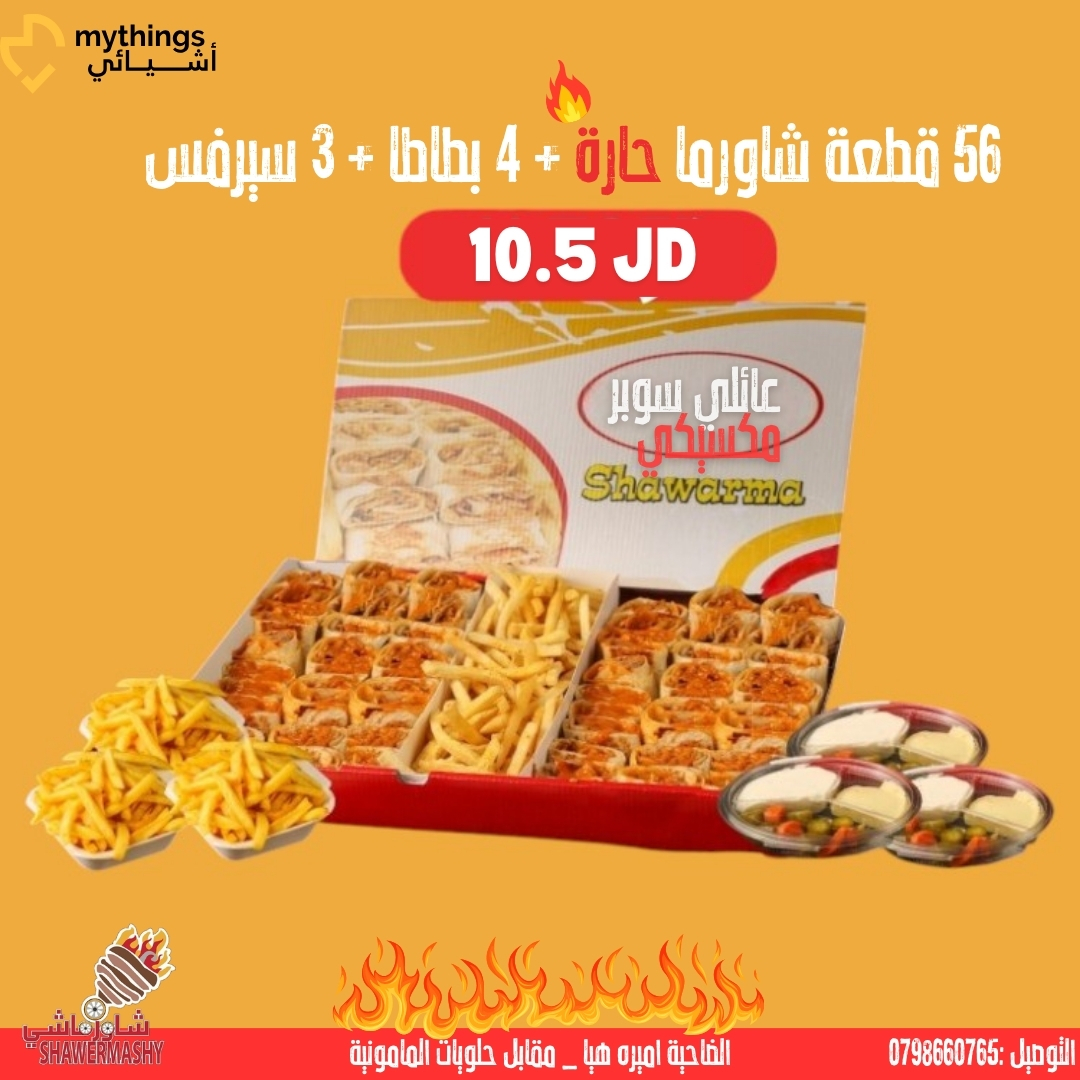 mythings
أشيائي
56 قطعة شاورما حارة + 4 بطاطا + 3 سيرفس
10.5 JD
عائلي سوبر
مكسيكي
Shawarma
شاورماشي
SHAWERMASHY
الضاحية اميره هيا _ مقابل حلويات المامونية
التوصيل :0798660765